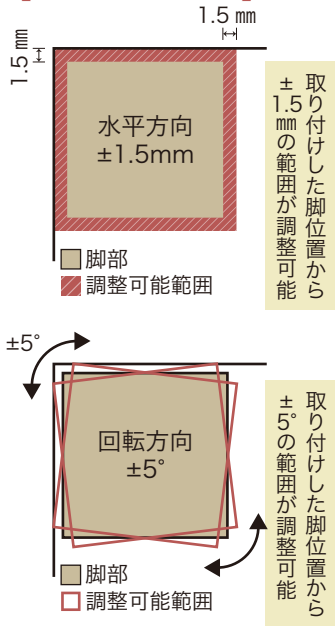 1.5 ㎜
1.5 ㎜
水平方向
±1.5mm
脚部
調整可能範囲
取り付けした脚位置から
±1.5㎜の範囲が調整可能
±5°
回転方向
±5°
脚部
調整可能範囲
取り付けした脚位置から
±5°の範囲が調整可能